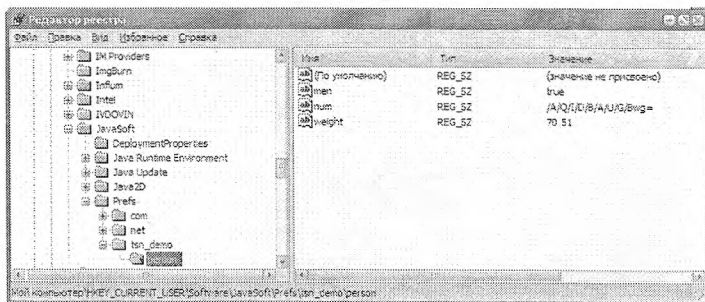 Редактор реестра
Файл Правка Вид Избранное Справка
IM Providers
ImgBurn
Infium
Intel
IVOOVIN
JavaSoft
DeploymentProperties
Java Runtime Environment
Java Update
Java2D
Prefs
com
net
tsn_demo
Имя Тип Значение
(По умолчанию) REG_SZ (значение не присвоено)
men REG_SZ true
num REG_SZ /A/Q/I/D/B/A/U/G/Bwg=
weight REG_SZ 70 51
Мой компьютер\HKEY_CURRENT_USER\Software\JavaSoft\Prefs\tsn_demo\person